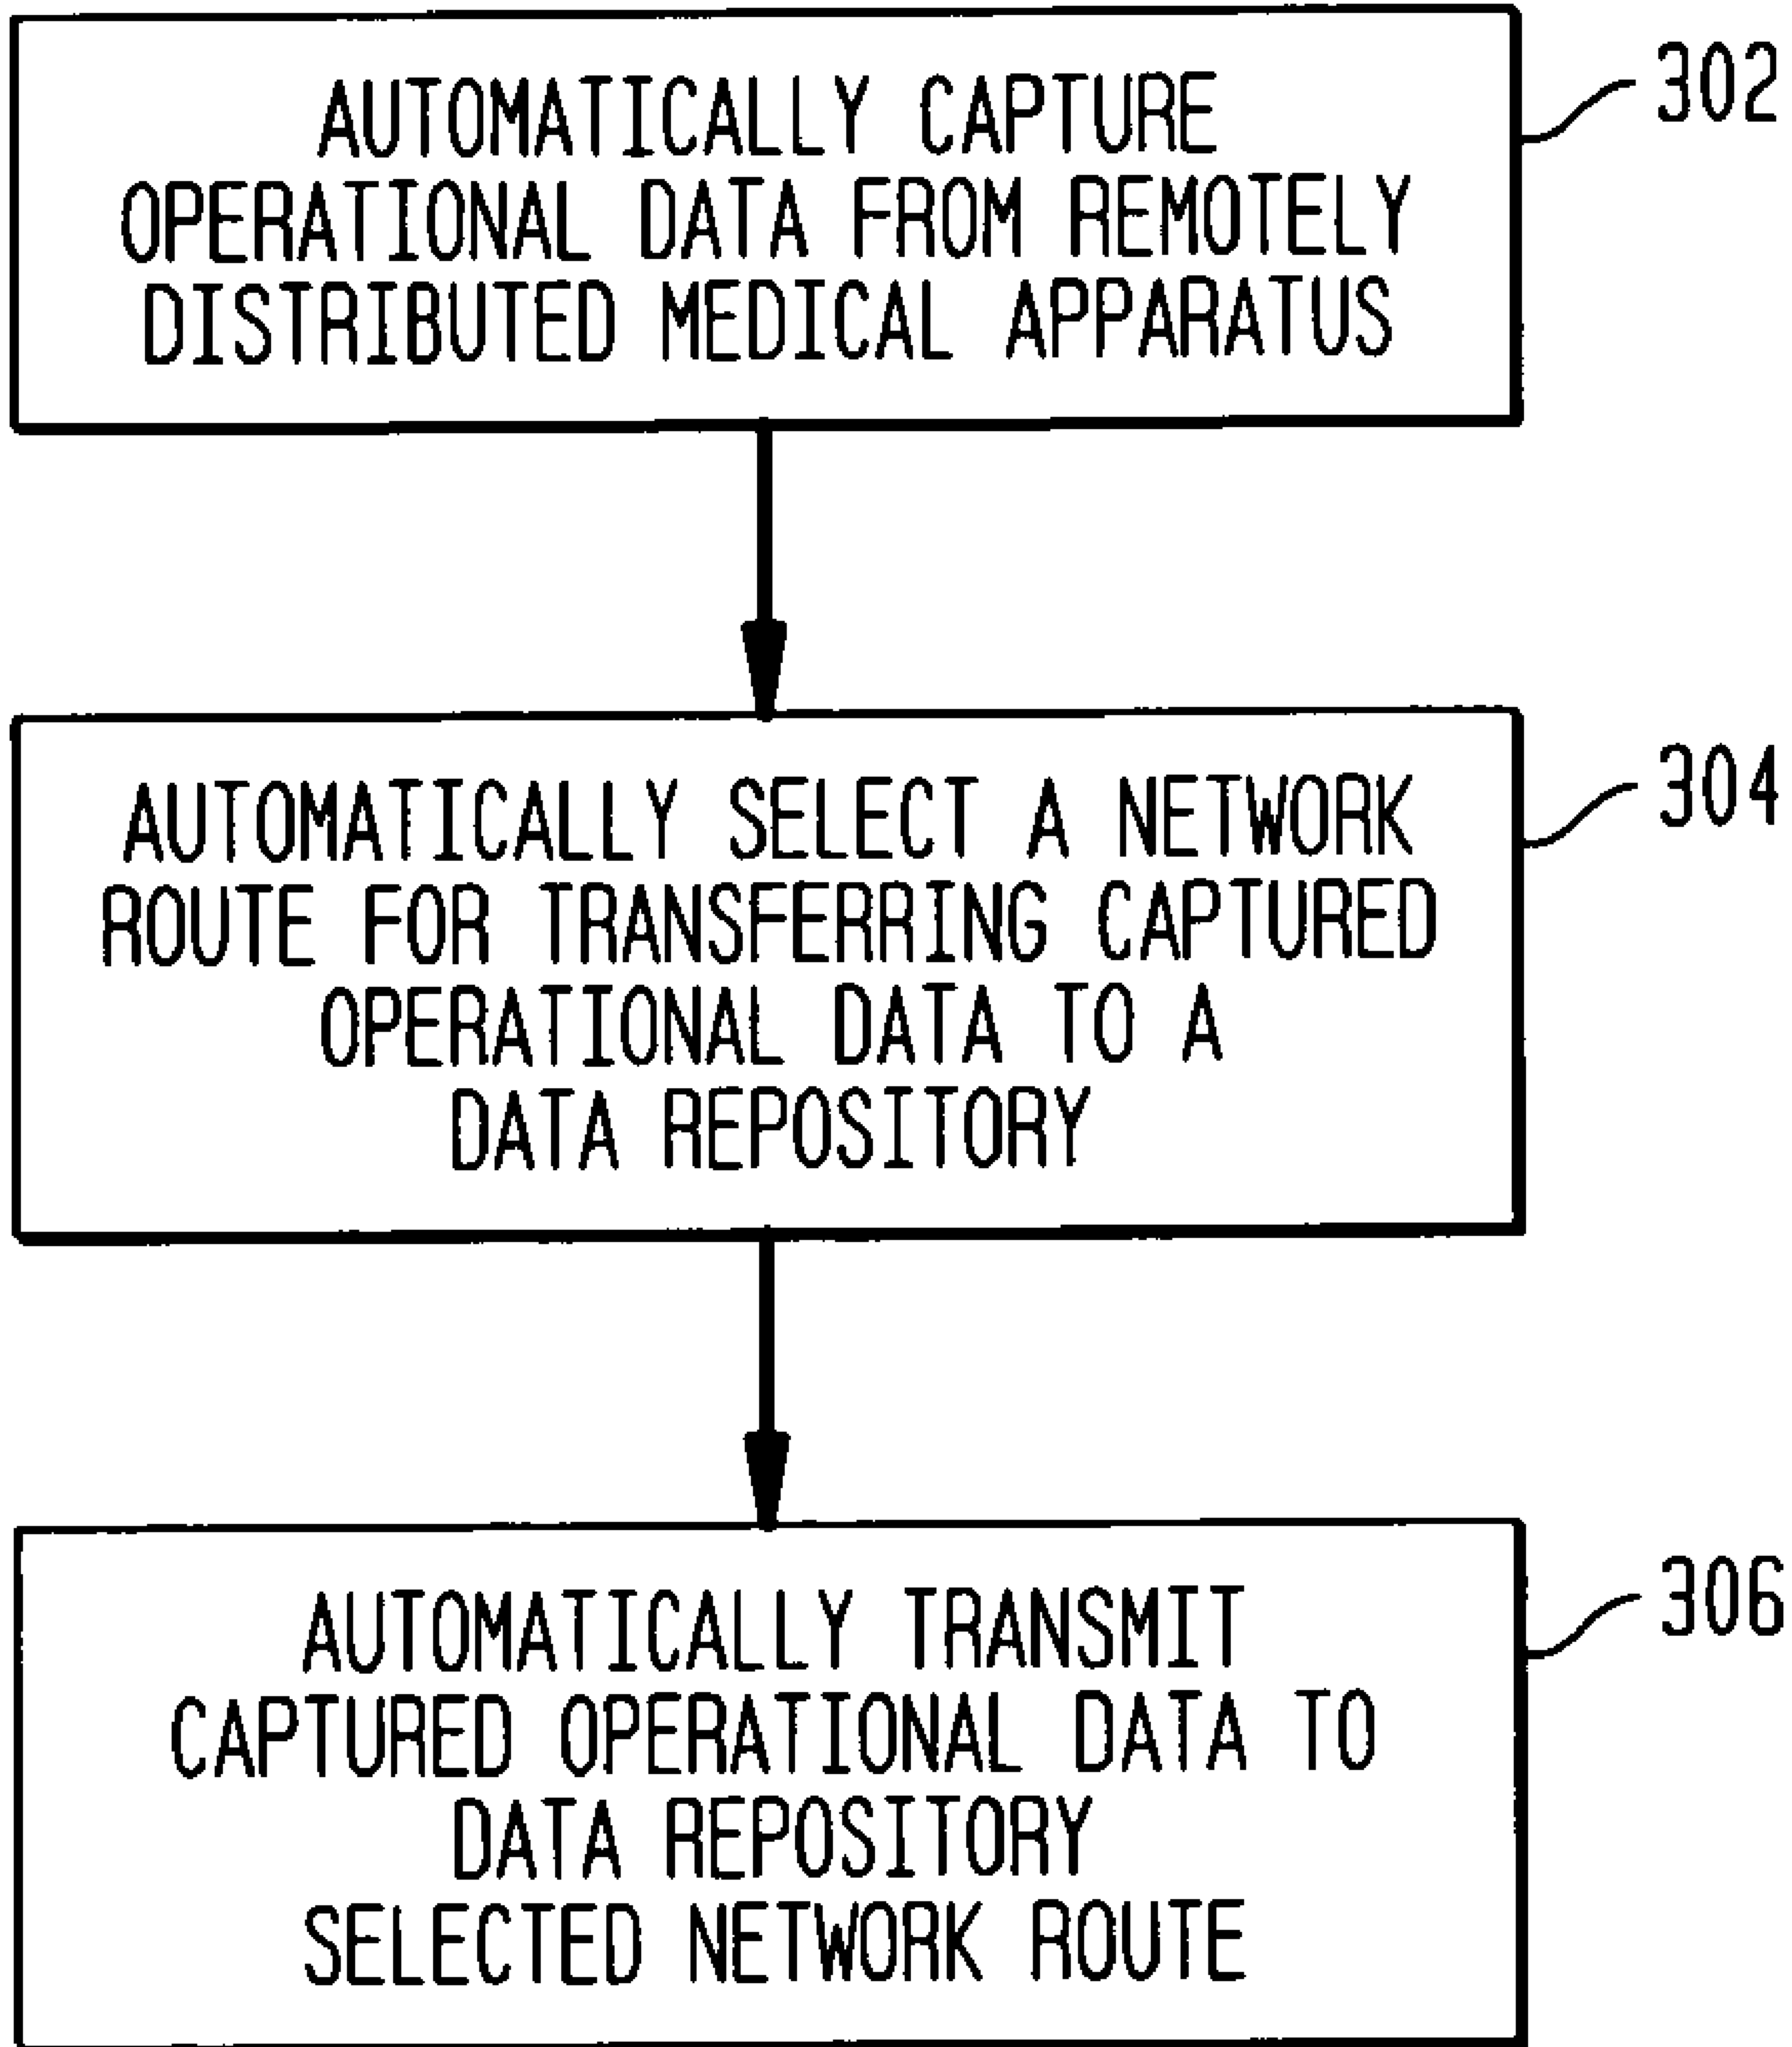 AUTOMATICALLY CAPTURE
OPERATIONAL DATA FROM REMOTELY
DISTRIBUTED MEDICAL APPARATUS
302
AUTOMATICALLY SELECT A NETWORK
ROUTE FOR TRANSFERRING CAPTURED
OPERATIONAL DATA TO A
DATA REPOSITORY
304
AUTOMATICALLY TRANSMIT
CAPTURED OPERATIONAL DATA TO
DATA REPOSITORY
SELECTED NETWORK ROUTE
306